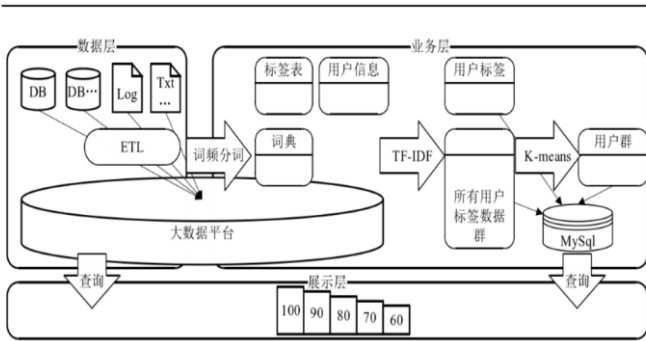 数据层
业务层
DB
DB…
Log
Txt
…
ETL
词频分词
标签表
用户信息
词典
TF-IDF
用户标签
所有用户
标签数据
群
K-means
用户群
MySql
大数据平台
查询
查询
展示层
100
90
80
70
60